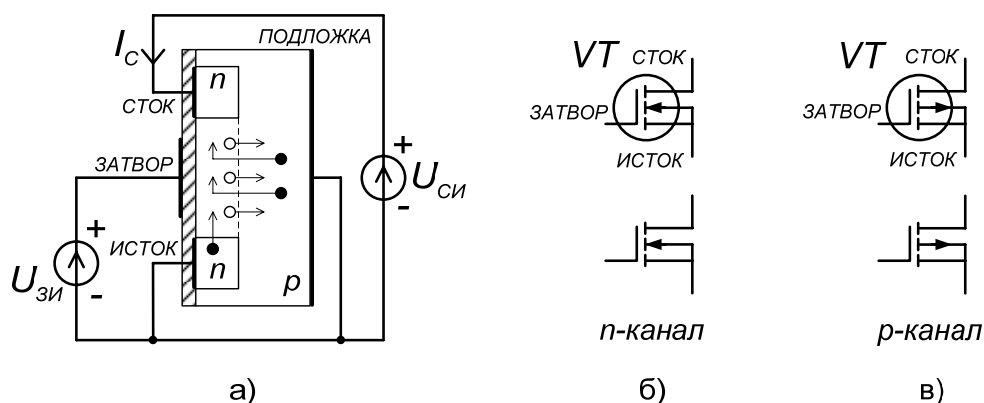 I_C
ПОДЛОЖКА
n
СТОК
ЗАТВОР
+
U_СИ
-
+
U_ЗИ
-
ИСТОК
n
p
а)
VT СТОК
ЗАТВОР
ИСТОК
n-канал
б)
VT СТОК
ЗАТВОР
ИСТОК
p-канал
в)